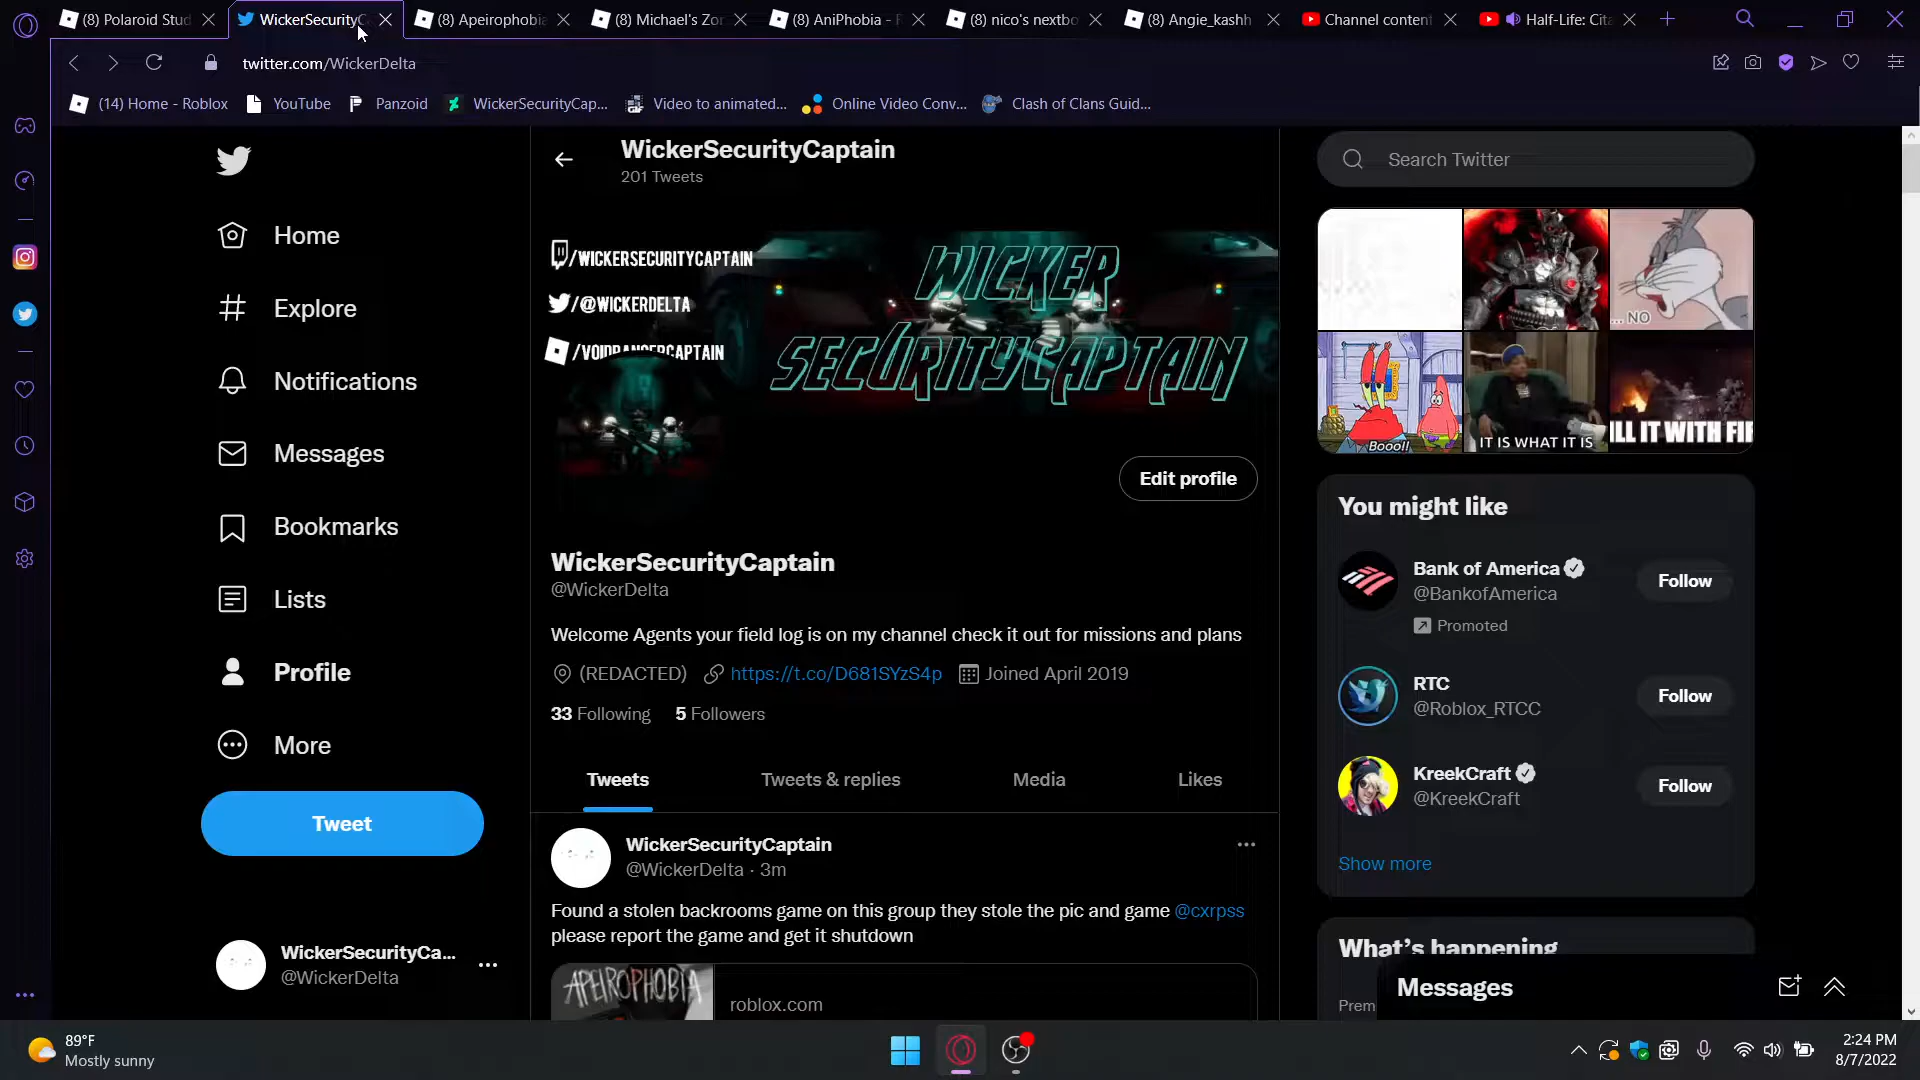 (8) Polaroid Stud
WickerSecurityC
(8) Apeirophobia
(8) Michael's Zor
(8) AniPhobia - R
(8) nico's nextbo
(8) Angie_kashh
Channel content
Half-Life: Cita
twitter.com/WickerDelta
(14) Home - Roblox
YouTube
Panzoid
WickerSecurityCap...
Video to animated...
Online Video Conv...
Clash of Clans Guid...
WickerSecurityCaptain
201 Tweets
Search Twitter
Home
Explore
Notifications
Messages
Bookmarks
Lists
Profile
More
Tweet
WickerSecurityCa...
@WickerDelta
/WICKERSECURITYCAPTAIN
/@WICKERDELTA
/VOIDRANGERCAPTAIN
WICKER
SECURITYCAPTAIN
Edit profile
WickerSecurityCaptain
@WickerDelta
Welcome Agents your field log is on my channel check it out for missions and plans
(REDACTED) https://t.co/D681SYzS4p Joined April 2019
33 Following 5 Followers
Tweets Tweets & replies Media Likes
WickerSecurityCaptain
@WickerDelta · 3m
Found a stolen backrooms game on this group they stole the pic and game @cxrpss
please report the game and get it shutdown
APEIROPHOBIA
roblox.com
... NO
Booo!!
IT IS WHAT IT IS
ILL IT WITH FIR
You might like
Bank of America
@BankofAmerica
Promoted
Follow
RTC
@Roblox_RTCC
Follow
KreekCraft
@KreekCraft
Follow
Show more
What's happening
Prem
Messages
89°F
Mostly sunny
2:24 PM
8/7/2022